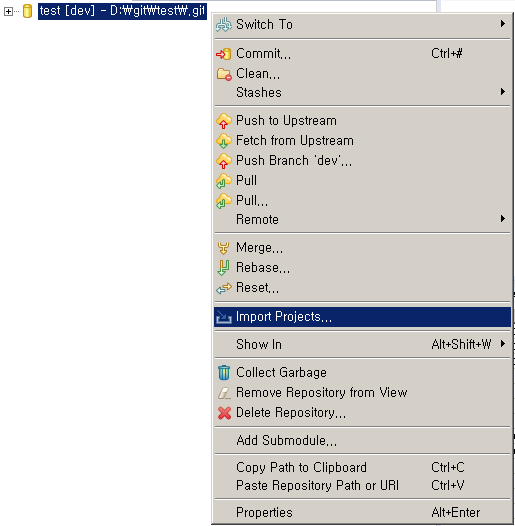 test [dev] - D:₩git₩test₩.git
Switch To
Commit... Ctrl+#
Clean...
Stashes
Push to Upstream
Fetch from Upstream
Push Branch 'dev'...
Pull
Pull...
Remote
Merge...
Rebase...
Reset...
Import Projects...
Show In Alt+Shift+W
Collect Garbage
Remove Repository from View
Delete Repository...
Add Submodule...
Copy Path to Clipboard Ctrl+C
Paste Repository Path or URI Ctrl+V
Properties Alt+Enter